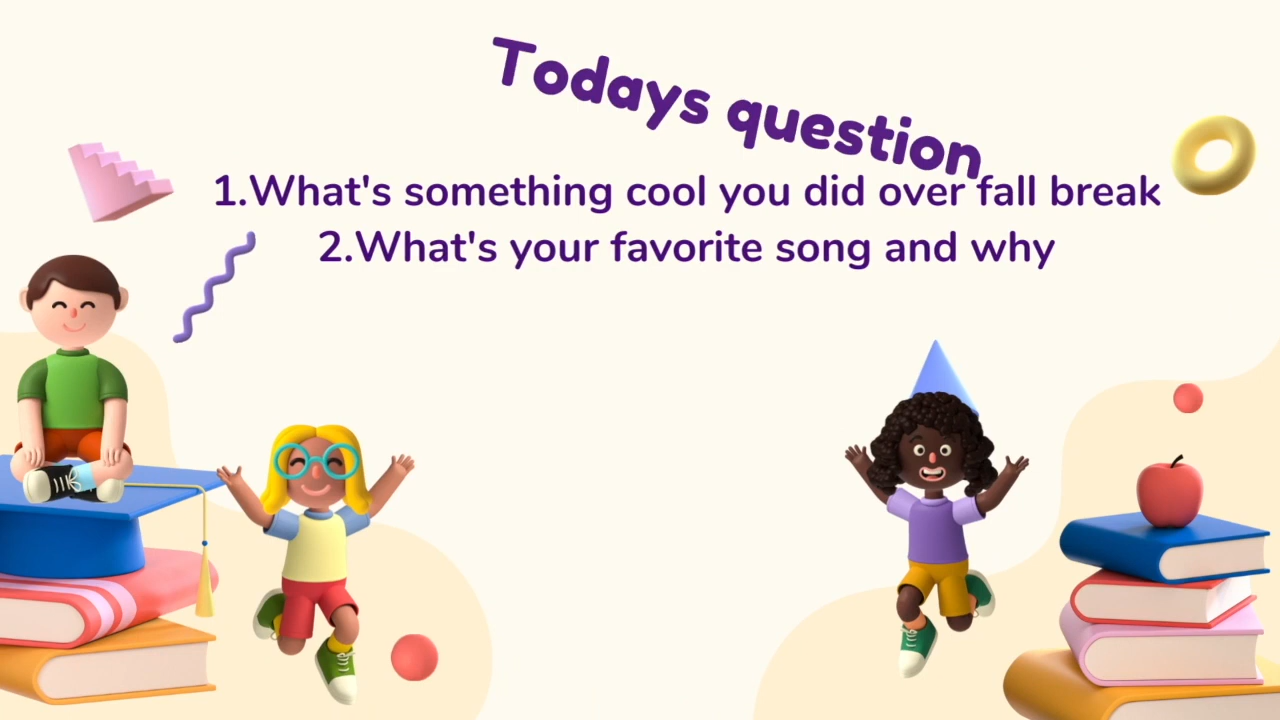 Todays question
1.What's something cool you did over fall break
2.What's your favorite song and why